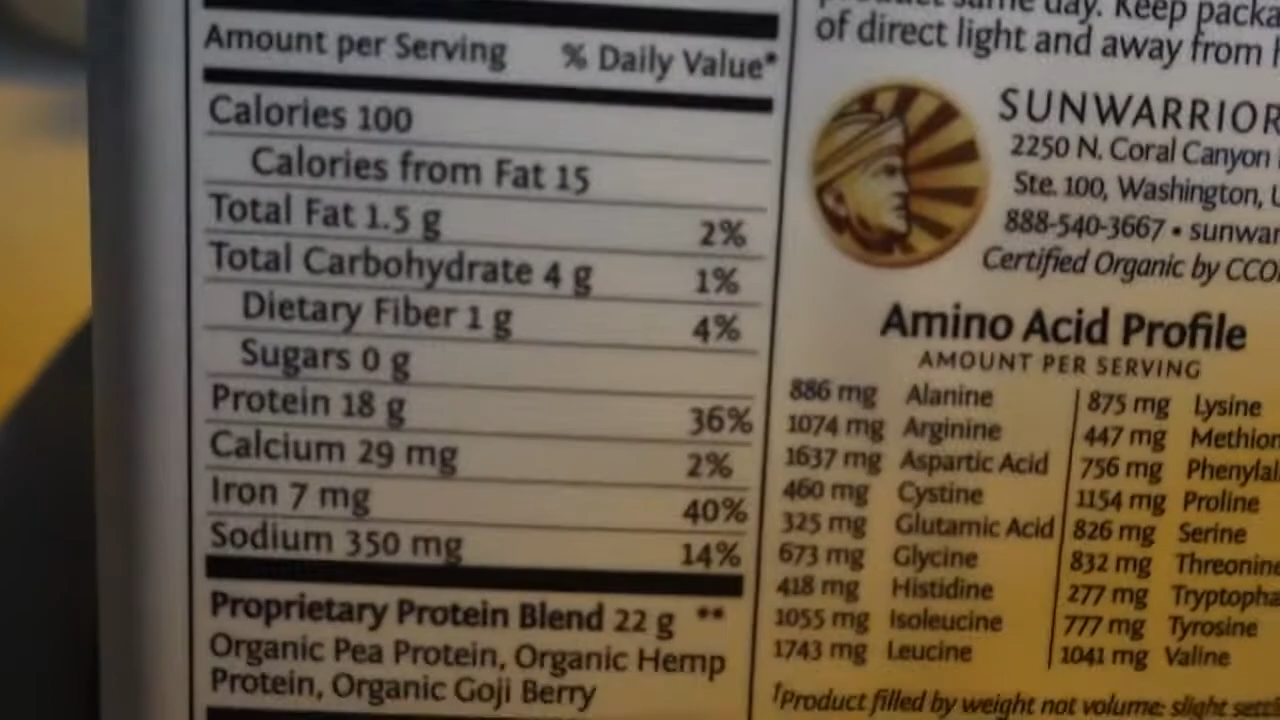 Amount per Serving % Daily Value*
Calories 100
Calories from Fat 15
Total Fat 1.5 g 2%
Total Carbohydrate 4 g 1%
Dietary Fiber 1 g 4%
Sugars 0 g
Protein 18 g 36%
Calcium 29 mg 2%
Iron 7 mg 40%
Sodium 350 mg 14%
Proprietary Protein Blend 22 g **
Organic Pea Protein, Organic Hemp
Protein, Organic Goji Berry
same day. Keep packa
of direct light and away from
SUNWARRIOR
2250 N. Coral Canyon
Ste. 100, Washington, U
888-540-3667 • sunwar
Certified Organic by CCO
Amino Acid Profile
AMOUNT PER SERVING
886 mg Alanine
1074 mg Arginine
1637 mg Aspartic Acid
460 mg Cystine
325 mg Glutamic Acid
673 mg Glycine
418 mg Histidine
1055 mg Isoleucine
1743 mg Leucine
875 mg Lysine
447 mg Methion
756 mg Phenylal
1154 mg Proline
826 mg Serine
832 mg Threonine
277 mg Tryptopha
777 mg Tyrosine
1041 mg Valine
†Product filled by weight not volume: slight settl